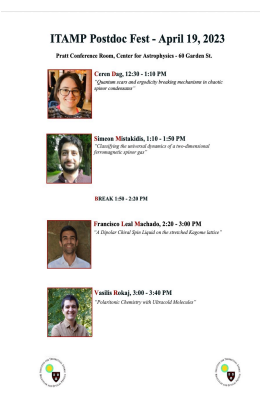 ITAMP Postdoc Fest - April 19, 2023
Pratt Conference Room, Center for Astrophysics - 60 Garden St.
Ceren Dag, 12:30 - 1:10 PM
"Quantum scars and ergodicity breaking mechanism in chaotic
spinor condensates"
Simeon Mistakidis, 1:10 - 1:50 PM
"Classifying the universal dynamics of a two-dimensional
ferromagnetic spinor gas"
BREAK 1:50 - 2:20 PM
Francisco Leal Machado, 2:20 - 3:00 PM
"A Dipolar Chiral Spin Liquid on the stretched Kagome lattice"
Vasilis Rokaj, 3:00 - 3:40 PM
"Polaritonic Chemistry with Ultracold Molecules"